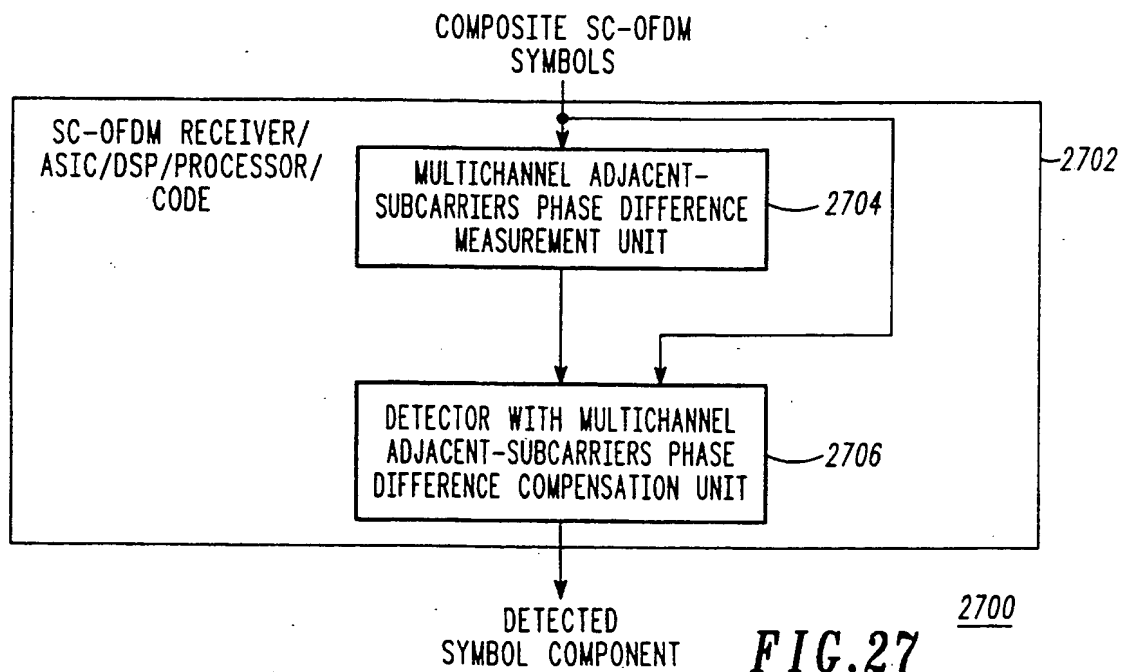 COMPOSITE SC-OFDM
SYMBOLS
SC-OFDM RECEIVER/
ASIC/DSP/PROCESSOR/
CODE
2702
MULTICHANNEL ADJACENT-
SUBCARRIERS PHASE DIFFERENCE
MEASUREMENT UNIT
2704
DETECTOR WITH MULTICHANNEL
ADJACENT-SUBCARRIERS PHASE
DIFFERENCE COMPENSATION UNIT
2706
DETECTED
SYMBOL COMPONENT
2700
FIG.27